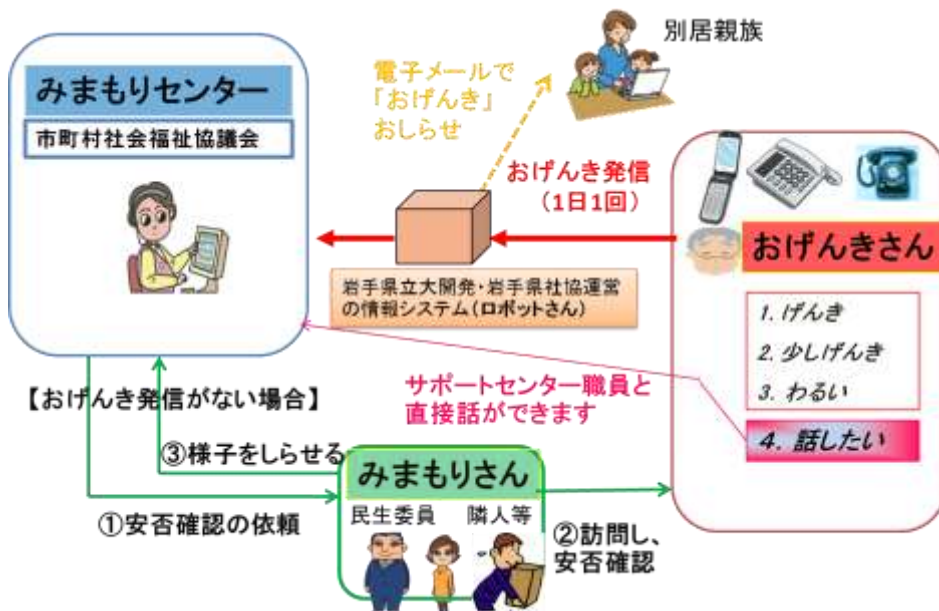 みまもりセンター
市町村社会福祉協議会
電子メールで
「おげんき」
おしらせ
別居親族
おげんき発信
（1日1回）
岩手県立大開発・岩手県社協運営
の情報システム（ロボットさん）
おげんきさん
1. げんき
2. 少しげんき
3. わるい
4. 話したい
サポートセンター職員と
直接話ができます
【おげんき発信がない場合】
③様子をしらせる
①安否確認の依頼
みまもりさん
民生委員 隣人等
②訪問し、
安否確認